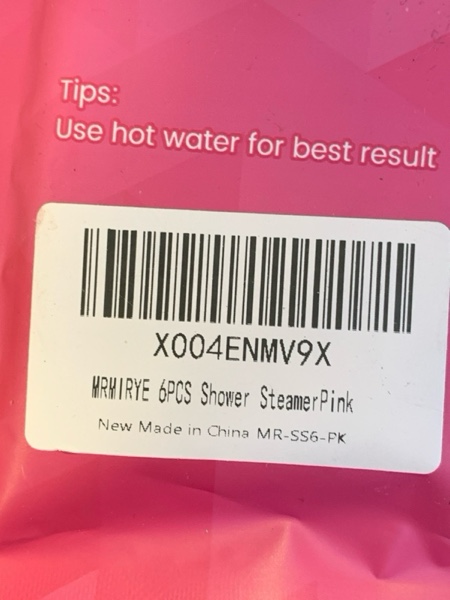 Tips:
Use hot water for best result
X004ENMV9X
MRMIRYE 6PCS Shower SteamerPink
New Made in China MR-SS6-PK